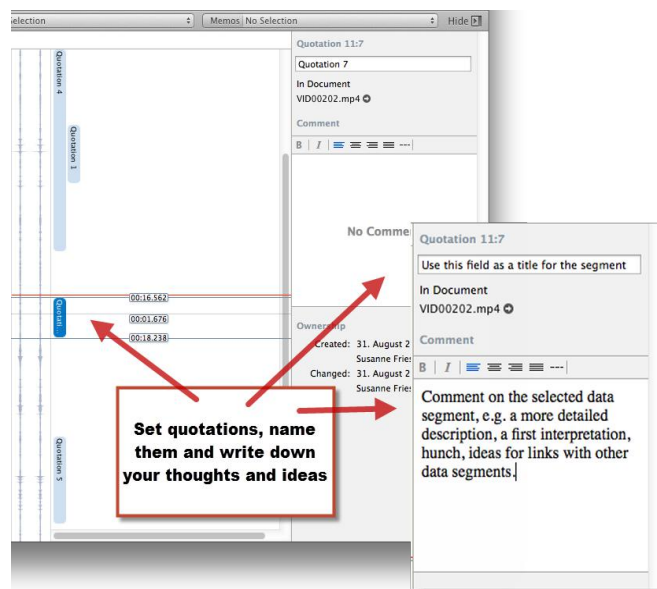 Selection
Memos
No Selection
Hide
Quotation 11:7
Quotation 7
In Document
VID00202.mp4
Comment
B I
No Comme
Ownership
Created: 31. August 2
Susanne Fries
Changed: 31. August 2
Susanne Fries
Quotation 4
Quotation 1
Quotati...
Quotation 5
00:16.562
00:01.676
00:18.238
Set quotations, name
them and write down
your thoughts and ideas
Quotation 11:7
Use this field as a title for the segment
In Document
VID00202.mp4
Comment
B I
Comment on the selected data
segment, e.g. a more detailed
description, a first interpretation,
hunch, ideas for links with other
data segments.